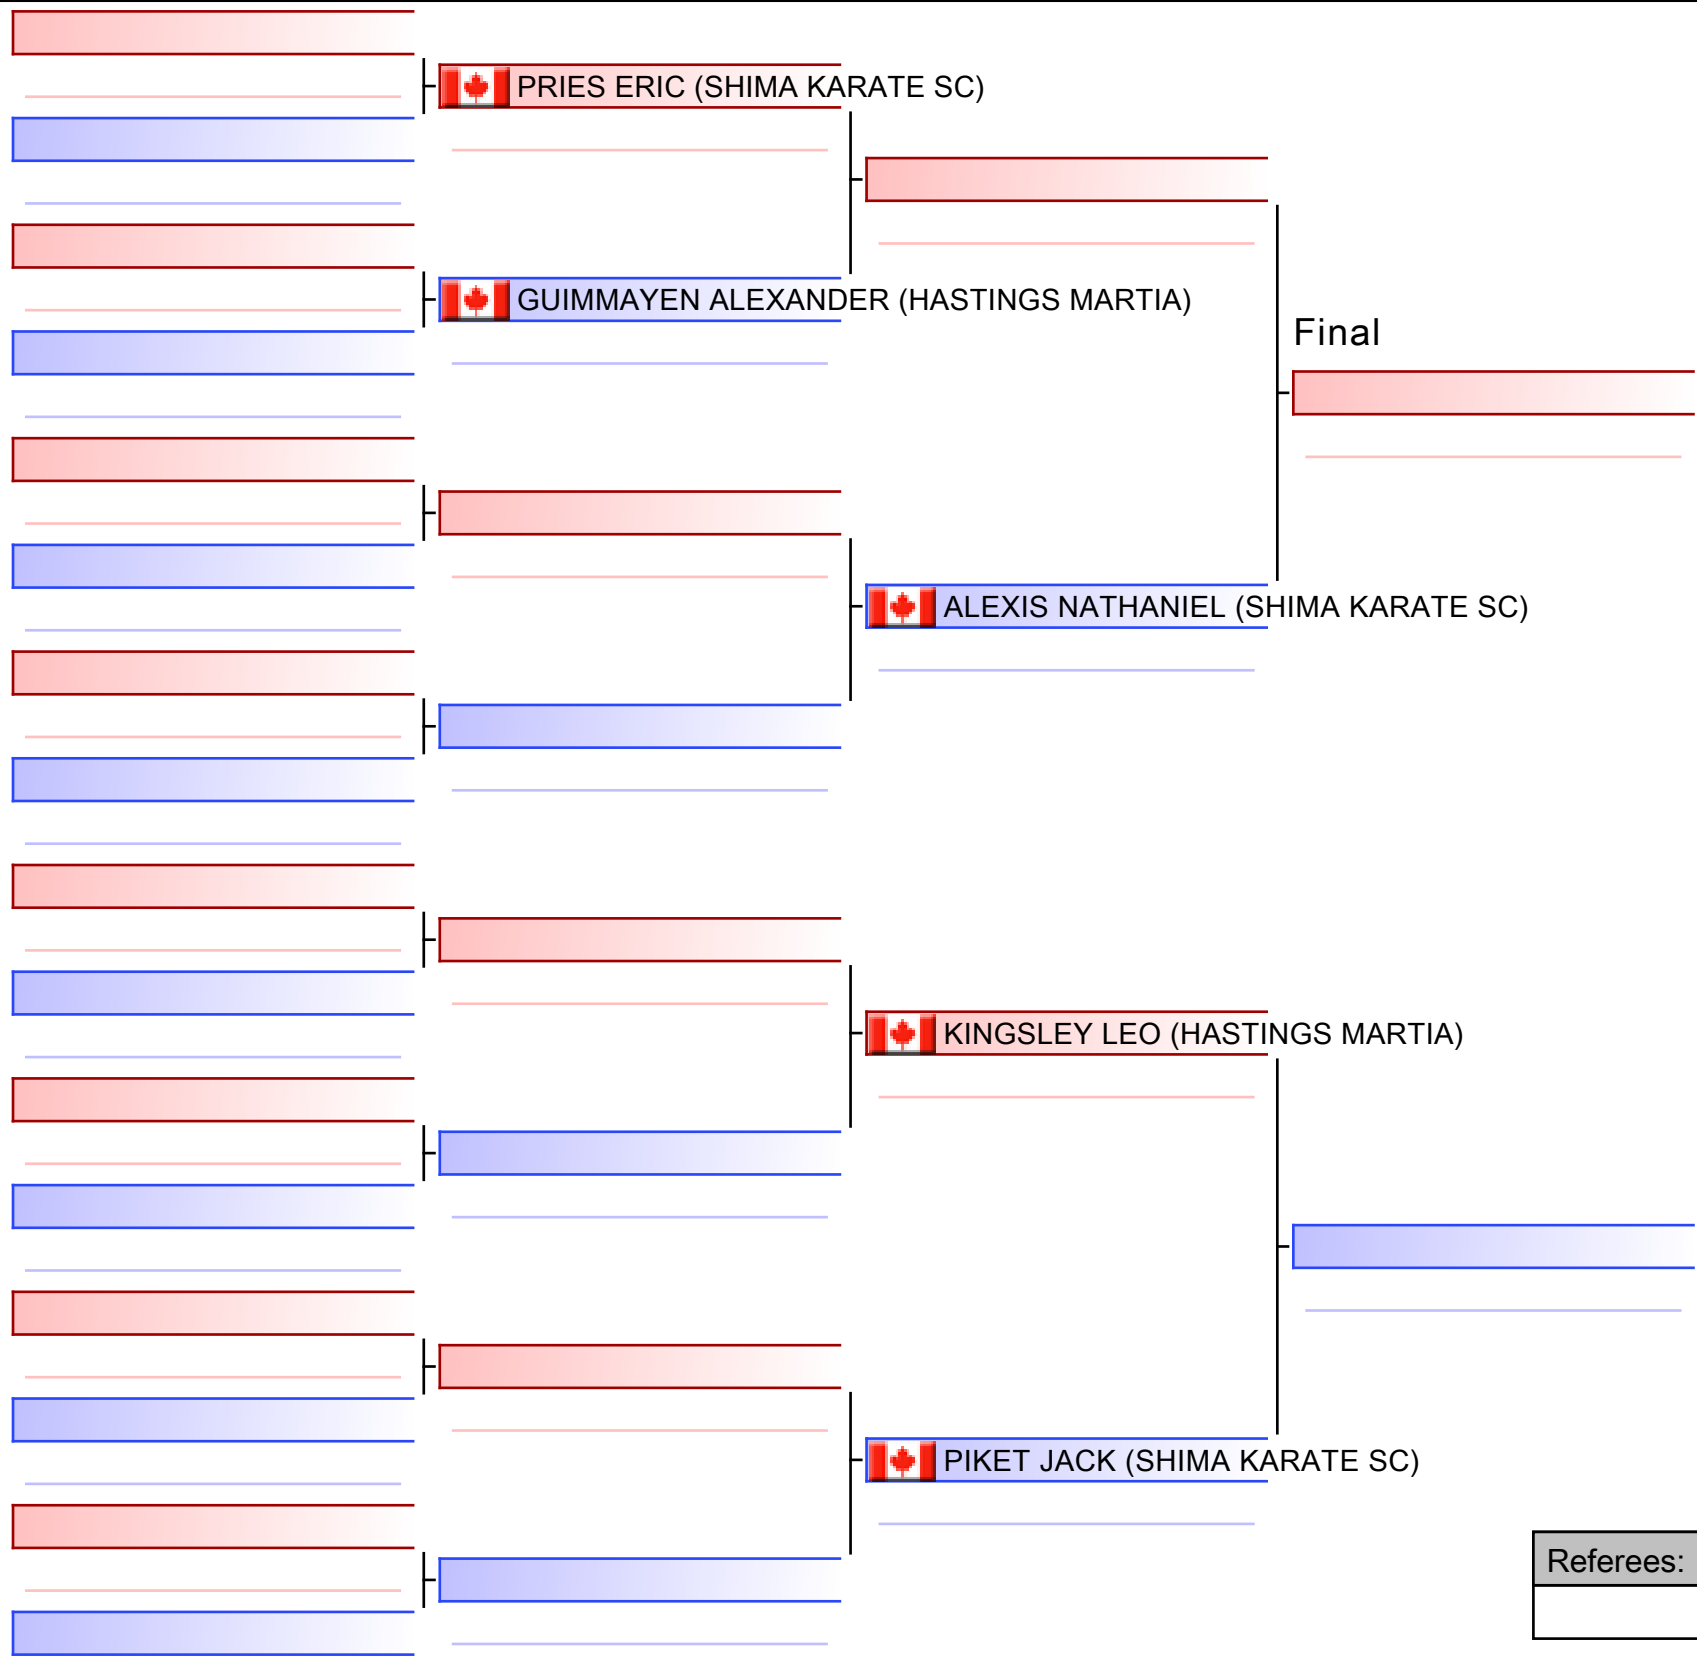 PRIES ERIC (SHIMA KARATE SC)
GUIMMAYEN ALEXANDER (HASTINGS MARTIA)
Final
ALEXIS NATHANIEL (SHIMA KARATE SC)
KINGSLEY LEO (HASTINGS MARTIA)
PIKET JACK (SHIMA KARATE SC)
Referees: